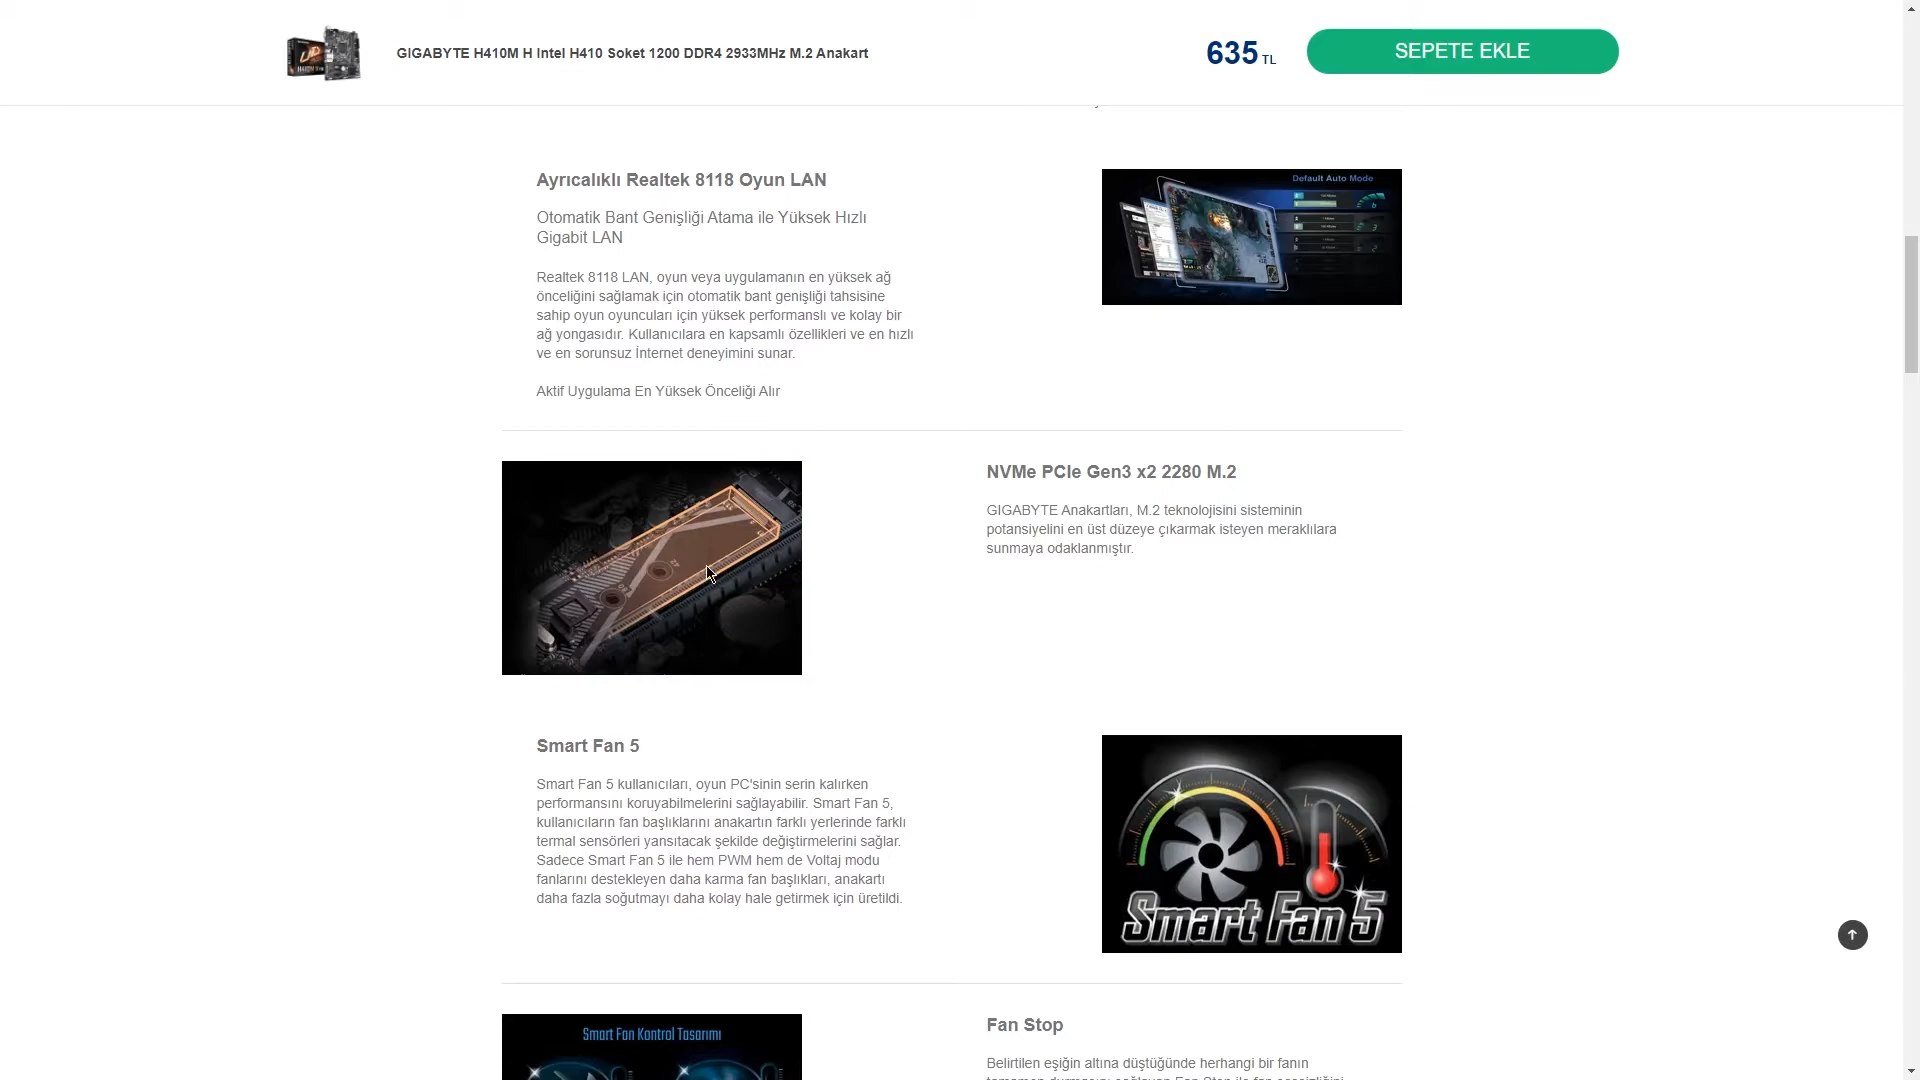 GIGABYTE H410M H Intel H410 Soket 1200 DDR4 2933MHz M.2 Anakart
635 TL
SEPETE EKLE
Ayrıcalıklı Realtek 8118 Oyun LAN
Otomatik Bant Genişliği Atama ile Yüksek Hızlı
Gigabit LAN
Realtek 8118 LAN, oyun veya uygulamanın en yüksek ağ
önceliğini sağlamak için otomatik bant genişliği tahsisine
sahip oyun oyuncuları için yüksek performanslı ve kolay bir
ağ yongasıdır. Kullanıcılara en kapsamlı özellikleri ve en hızlı
ve en sorunsuz İnternet deneyimini sunar.
Aktif Uygulama En Yüksek Önceliği Alır
Default Auto Mode
NVMe PCIe Gen3 x2 2280 M.2
GIGABYTE Anakartları, M.2 teknolojisini sisteminin
potansiyelini en üst düzeye çıkarmak isteyen meraklılara
sunmaya odaklanmıştır.
Smart Fan 5
Smart Fan 5 kullanıcıları, oyun PC'sinin serin kalırken
performansını koruyabilmelerini sağlayabilir. Smart Fan 5,
kullanıcıların fan başlıklarını anakartın farklı yerlerinde farklı
termal sensörleri yansıtacak şekilde değiştirmelerini sağlar.
Sadece Smart Fan 5 ile hem PWM hem de Voltaj modu
fanlarını destekleyen daha karma fan başlıkları, anakartı
daha fazla soğutmayı daha kolay hale getirmek için üretildi.
Smart Fan 5
Smart Fan Kontrol Tasarımı
Fan Stop
Belirtilen eşiğin altına düştüğünde herhangi bir fanın